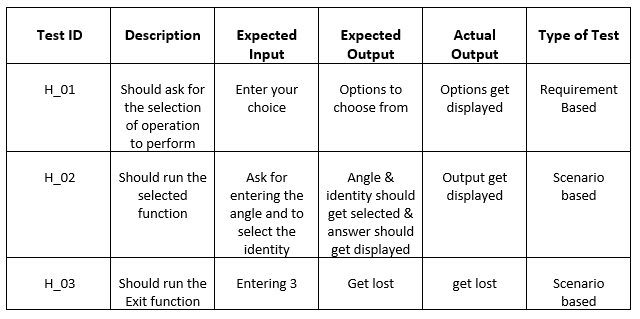 Test ID Description Expected Input Expected Output Actual Output Type of Test
H_01 Should ask for the selection of operation to perform Enter your choice Options to choose from Options get displayed Requirement Based
H_02 Should run the selected function Ask for entering the angle and to select the identity Angle & identity should get selected & answer should get displayed Output get displayed Scenario based
H_03 Should run the Exit function Entering 3 Get lost get lost Scenario based